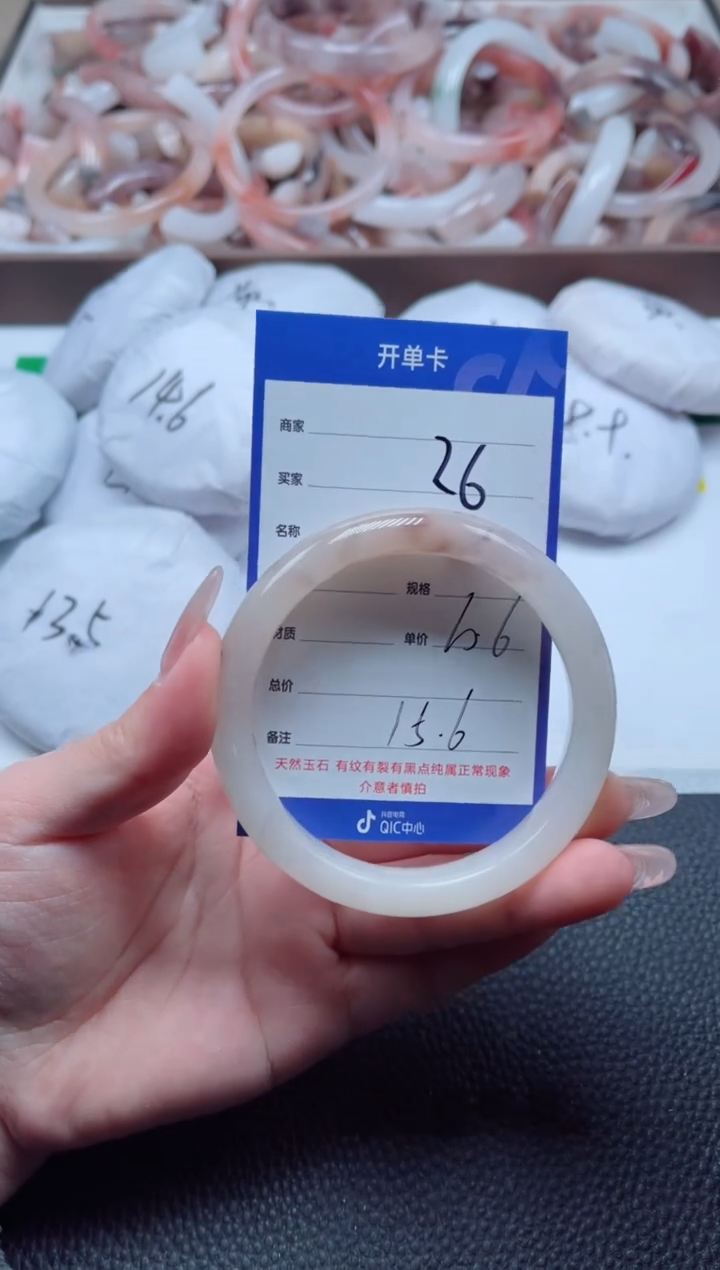 开单卡
商家
买家 26
名称
规格
材质 单价 66
总价
备注 15.6
天然玉石 有纹有裂有黑点纯属正常现象
介意者慎拍
抖音电商
QIC中心
14.6
13.5